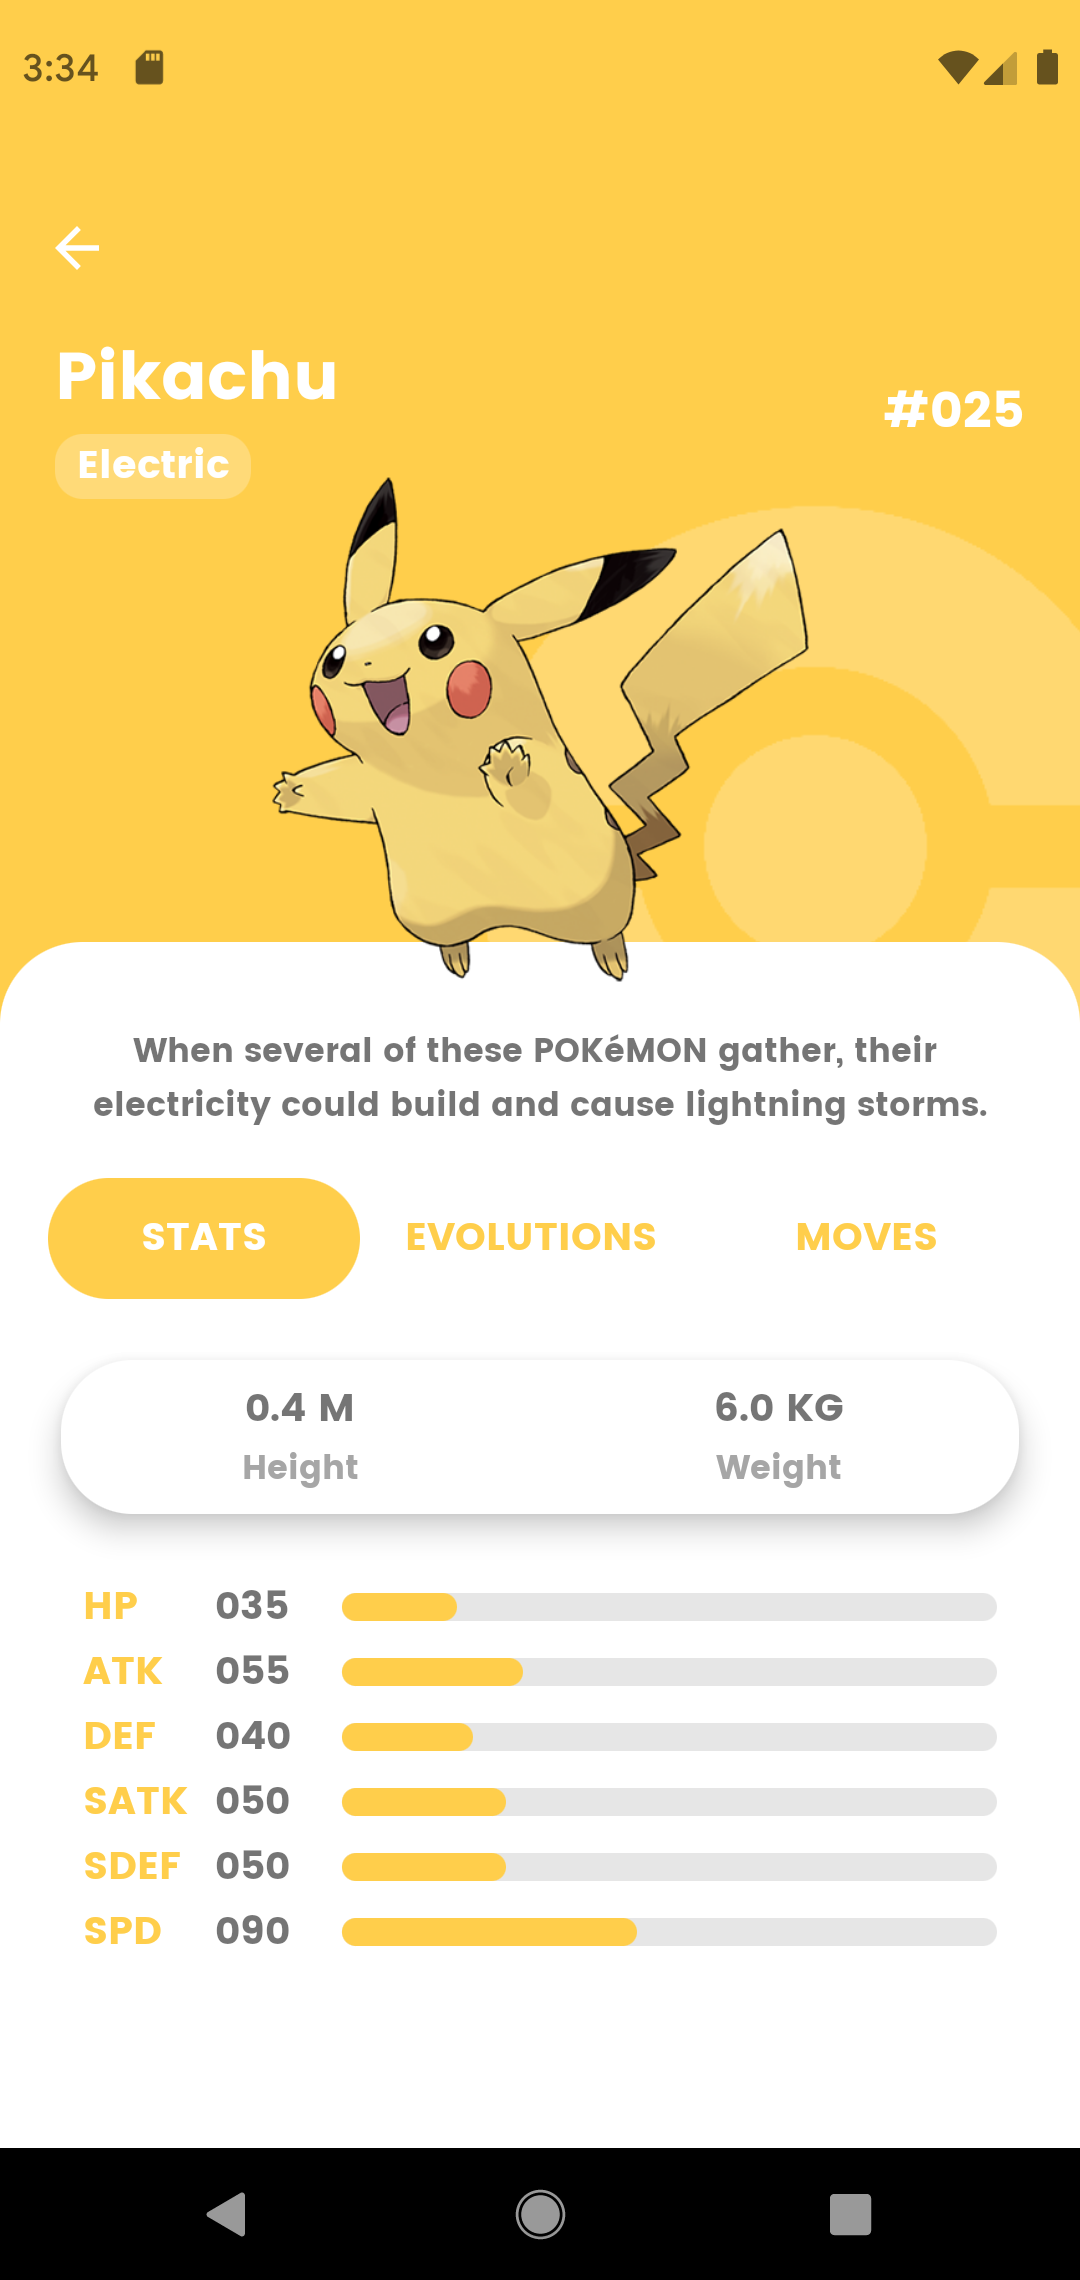 3:34
Pikachu
#025
Electric
When several of these POKéMON gather, their
electricity could build and cause lightning storms.
STATS EVOLUTIONS MOVES
0.4 M 6.0 KG
Height Weight
HP 035
ATK 055
DEF 040
SATK 050
SDEF 050
SPD 090